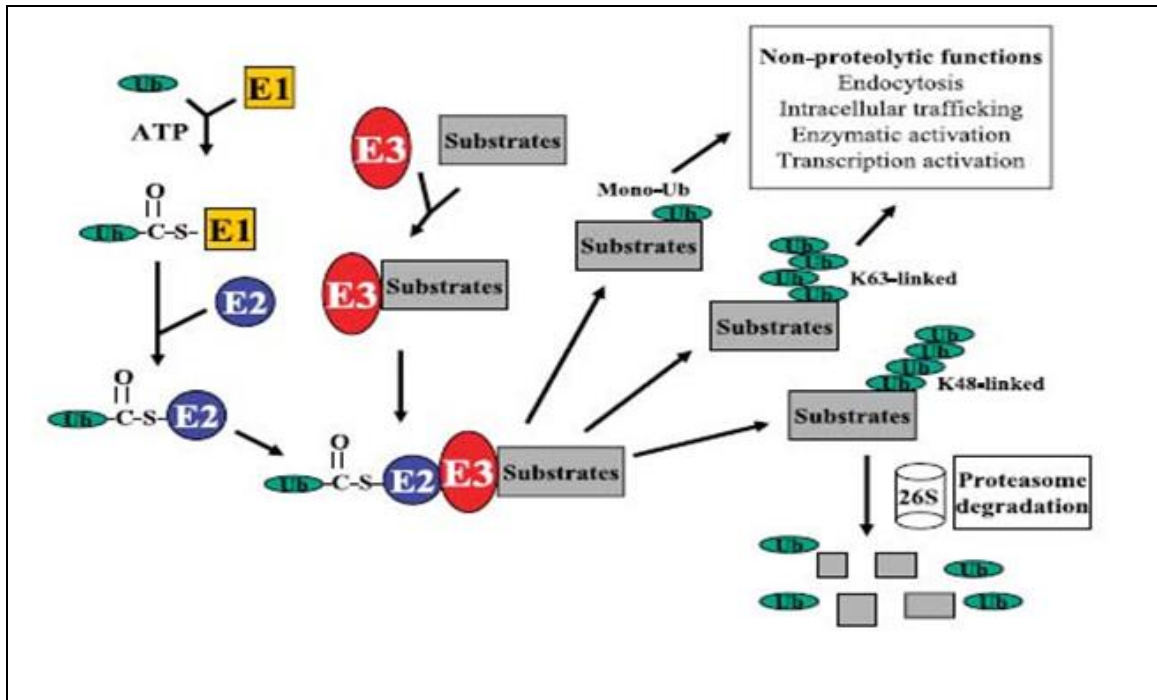 Ub
E1
ATP
O
Ub-C-S-E1
E2
O
Ub-C-S-E2
E3
Substrates
E3 Substrates
O
Ub-C-S-E2 E3 Substrates
Mono-Ub
Ub
Substrates
Non-proteolytic functions
Endocytosis
Intracellular trafficking
Enzymatic activation
Transcription activation
Ub
Ub
Ub
Ub
K63-linked
Substrates
Ub
Ub
Ub
Ub
K48-linked
Substrates
26S
Proteasome
degradation
Ub
Ub
Ub
Ub